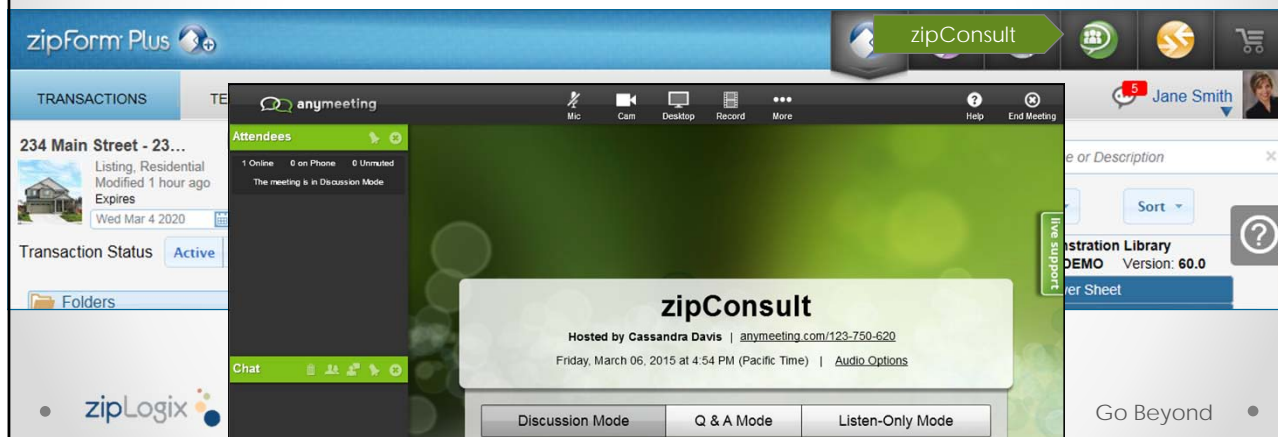 zipForm Plus
zipConsult
TRANSACTIONS
TE
5
Jane Smith
234 Main Street - 23...
Listing, Residential
Modified 1 hour ago
Expires
Wed Mar 4 2020
Transaction Status Active
Folders
anymeeting
Mic Cam Desktop Record More
Help End Meeting
Attendees
1 Online 0 on Phone 0 Unmuted
The meeting is in Discussion Mode
live support
zipConsult
Hosted by Cassandra Davis | anymeeting.com/123-750-620
Friday, March 06, 2015 at 4:54 PM (Pacific Time) | Audio Options
Chat
Discussion Mode Q & A Mode Listen-Only Mode
e or Description
Sort
nstration Library
DEMO Version: 60.0
ver Sheet
zipLogix
Go Beyond